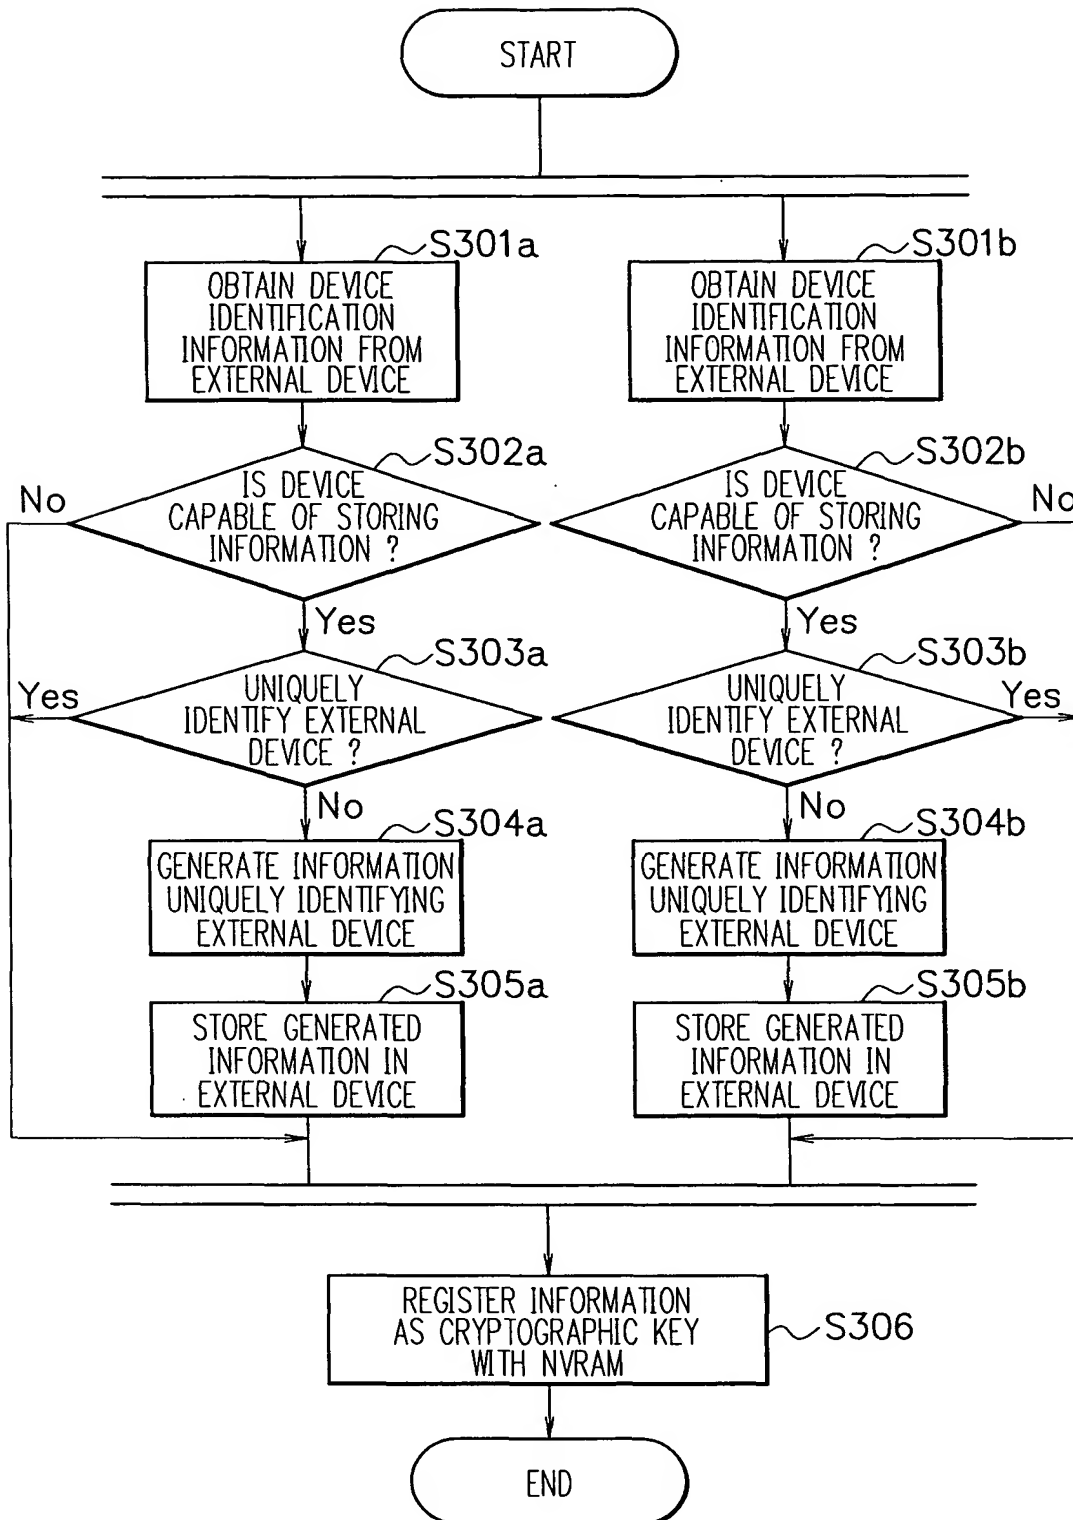 START
S301a
OBTAIN DEVICE
IDENTIFICATION
INFORMATION FROM
EXTERNAL DEVICE
S301b
OBTAIN DEVICE
IDENTIFICATION
INFORMATION FROM
EXTERNAL DEVICE
S302a
No
IS DEVICE
CAPABLE OF STORING
INFORMATION ?
Yes
S302b
IS DEVICE
CAPABLE OF STORING
INFORMATION ?
No
Yes
S303a
Yes
UNIQUELY
IDENTIFY EXTERNAL
DEVICE ?
No
S303b
UNIQUELY
IDENTIFY EXTERNAL
DEVICE ?
Yes
No
S304a
GENERATE INFORMATION
UNIQUELY IDENTIFYING
EXTERNAL DEVICE
S304b
GENERATE INFORMATION
UNIQUELY IDENTIFYING
EXTERNAL DEVICE
S305a
STORE GENERATED
INFORMATION IN
EXTERNAL DEVICE
S305b
STORE GENERATED
INFORMATION IN
EXTERNAL DEVICE
REGISTER INFORMATION
AS CRYPTOGRAPHIC KEY
WITH NVRAM
S306
END